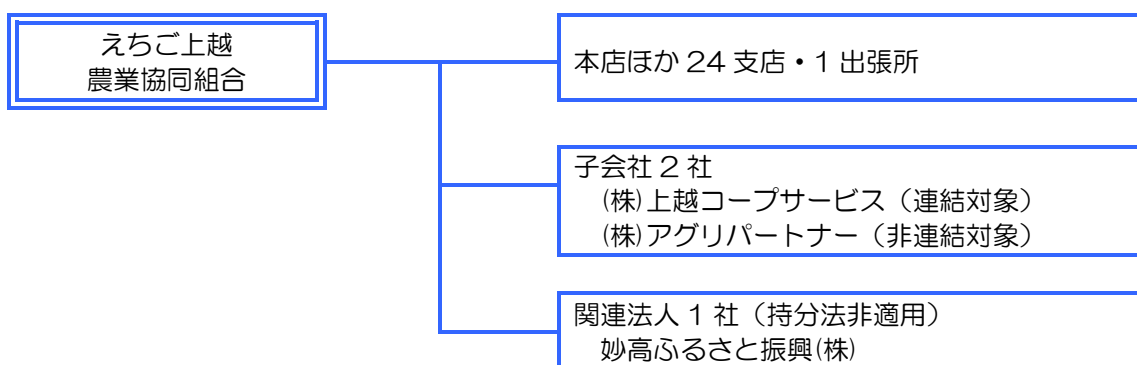 えちご上越
農業協同組合
本店ほか 24 支店・1 出張所
子会社 2 社
(株)上越コープサービス（連結対象）
(株)アグリパートナー（非連結対象）
関連法人 1 社（持分法非適用）
妙高ふるさと振興(株)